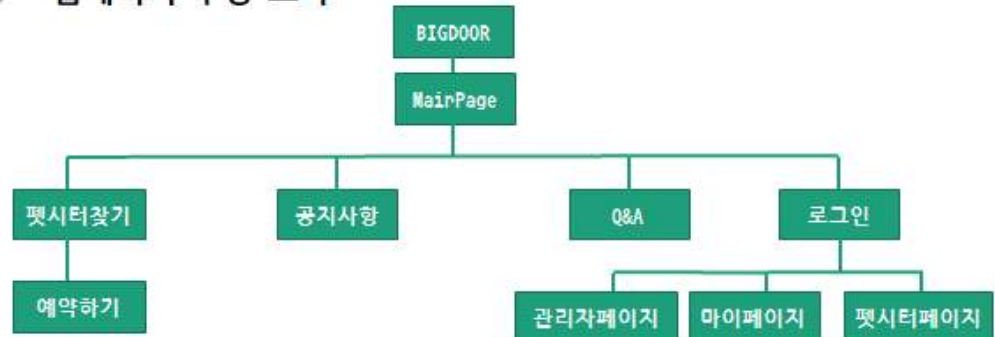 BIGDOOR
MairPage
펫시터찾기
공지사항
Q&A
로그인
예약하기
관리자페이지
마이페이지
펫시터페이지